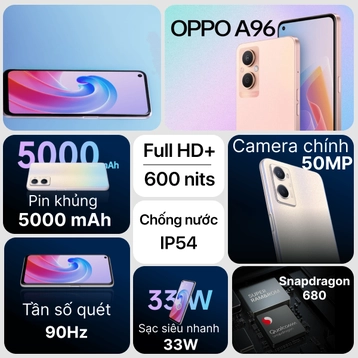 OPPO A96
5000
mAh
Pin khủng
5000 mAh
Full HD+
600 nits
Camera chính
50MP
Chống nước
IP54
Tần số quét
90Hz
33W
Sạc siêu nhanh
33W
Snapdragon
680
Qualcomm